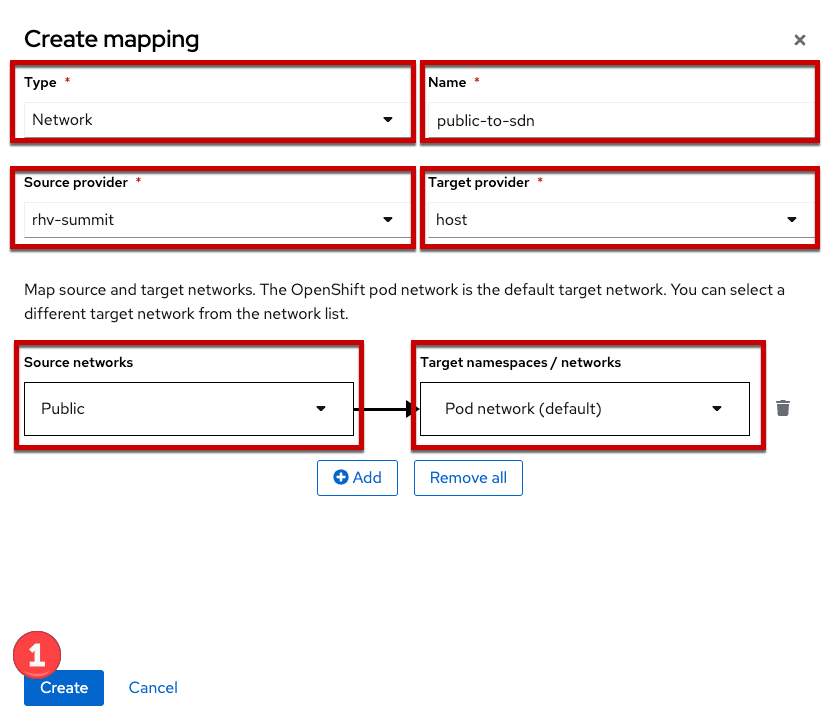 Create mapping
Type *
Name *
Network
public-to-sdn
Source provider *
Target provider *
rhv-summit
host
Map source and target networks. The OpenShift pod network is the default target network. You can select a
different target network from the network list.
Source networks
Target namespaces / networks
Public
Pod network (default)
Add
Remove all
1
Create
Cancel